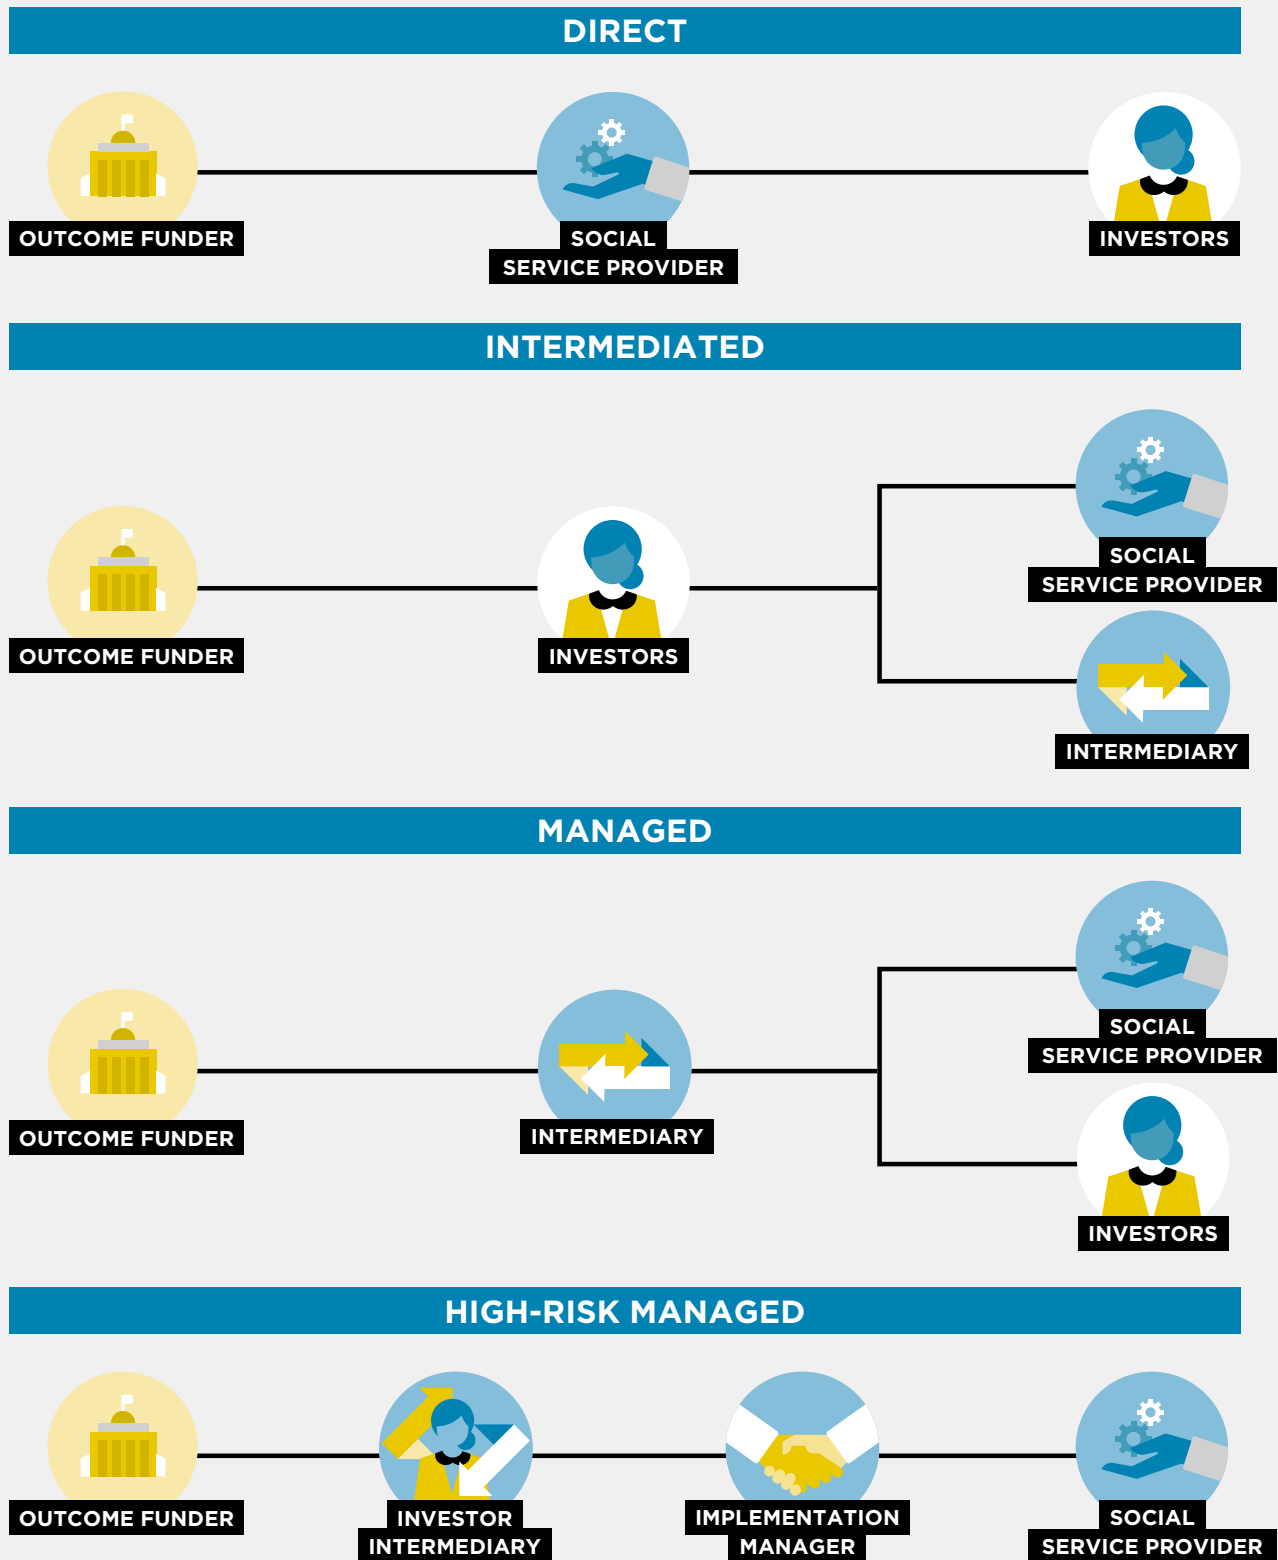 DIRECT
OUTCOME FUNDER
SOCIAL
SERVICE PROVIDER
INVESTORS
INTERMEDIATED
OUTCOME FUNDER
INVESTORS
SOCIAL
SERVICE PROVIDER
INTERMEDIARY
MANAGED
OUTCOME FUNDER
INTERMEDIARY
SOCIAL
SERVICE PROVIDER
INVESTORS
HIGH-RISK MANAGED
OUTCOME FUNDER
INVESTOR
INTERMEDIARY
IMPLEMENTATION
MANAGER
SOCIAL
SERVICE PROVIDER